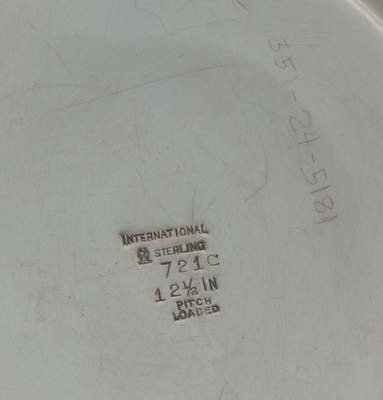 351-24-5181
INTERNATIONAL
STERLING
721C
12½ IN
PITCH
LOADED